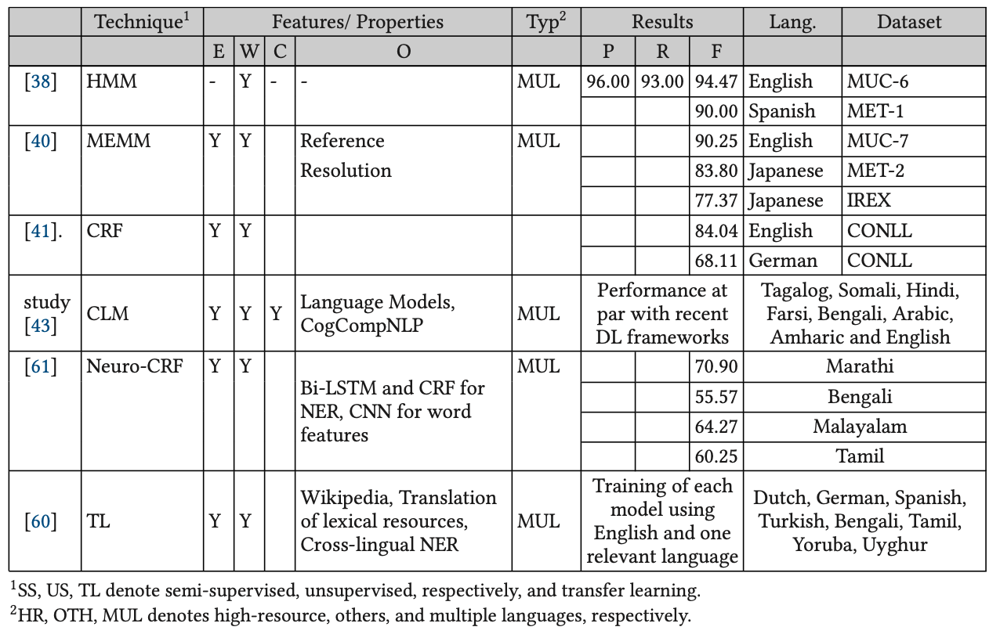 Technique1 Features/ Properties Typ2 Results Lang. Dataset
E W C O P R F
[38] HMM - Y - - MUL 96.00 93.00 94.47 English MUC-6
90.00 Spanish MET-1
[40] MEMM Y Y Reference MUL 90.25 English MUC-7
Resolution 83.80 Japanese MET-2
77.37 Japanese IREX
[41]. CRF Y Y 84.04 English CONLL
68.11 German CONLL
study
[43]
CLM Y Y Y
Language Models,
CogCompNLP
MUL
Performance at
par with recent
DL frameworks
Tagalog, Somali, Hindi,
Farsi, Bengali, Arabic,
Amharic and English
[61] Neuro-CRF Y Y
Bi-LSTM and CRF for
NER, CNN for word
features
MUL
70.90 Marathi
55.57 Bengali
64.27 Malayalam
60.25 Tamil
[60] TL Y Y
Wikipedia, Translation
of lexical resources,
Cross-lingual NER
MUL
Training of each
model using
English and one
relevant language
Dutch, German, Spanish,
Turkish, Bengali, Tamil,
Yoruba, Uyghur
1SS, US, TL denote semi-supervised, unsupervised, respectively, and transfer learning.
2HR, OTH, MUL denotes high-resource, others, and multiple languages, respectively.